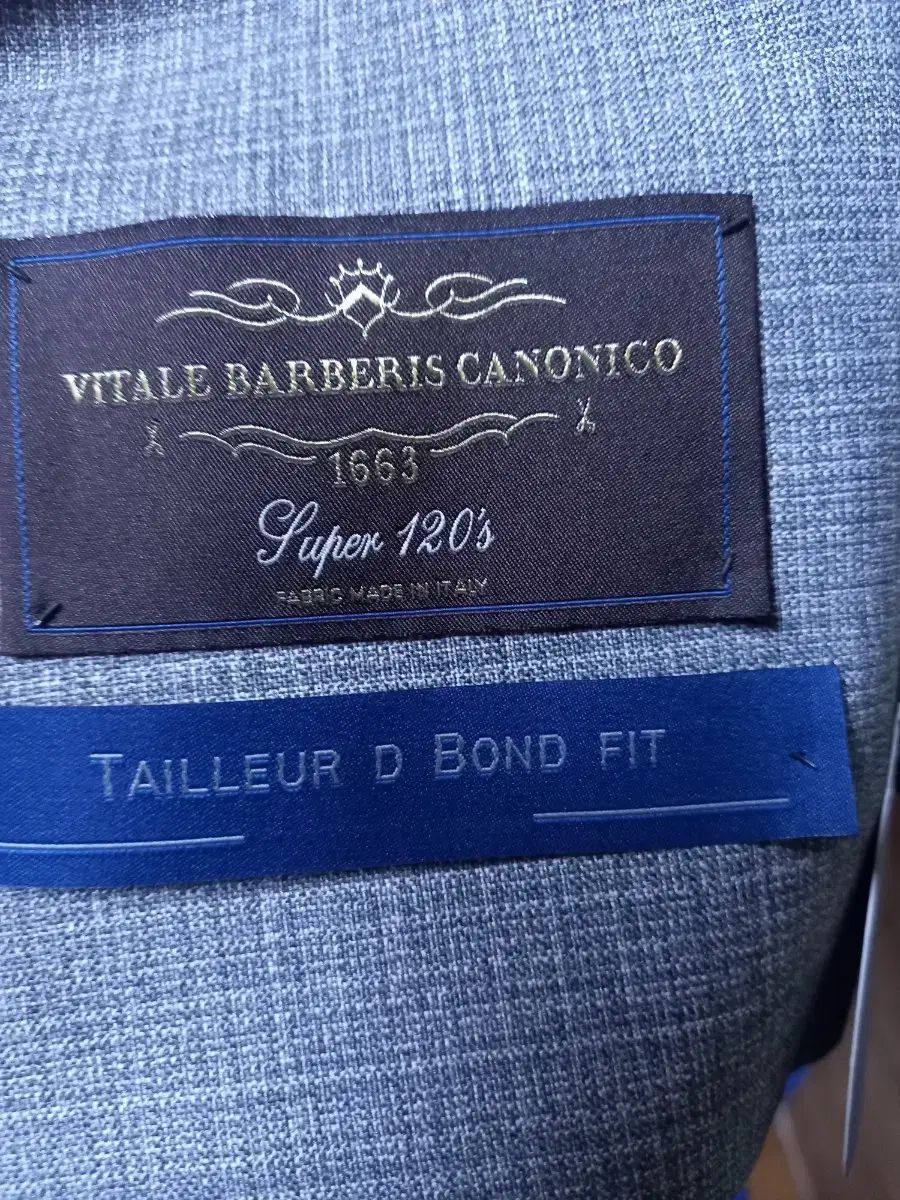 VITALE BARBERIS CANONICO
1663
Super 120's
FABRIC MADE IN ITALY
TAILLEUR D BOND FIT